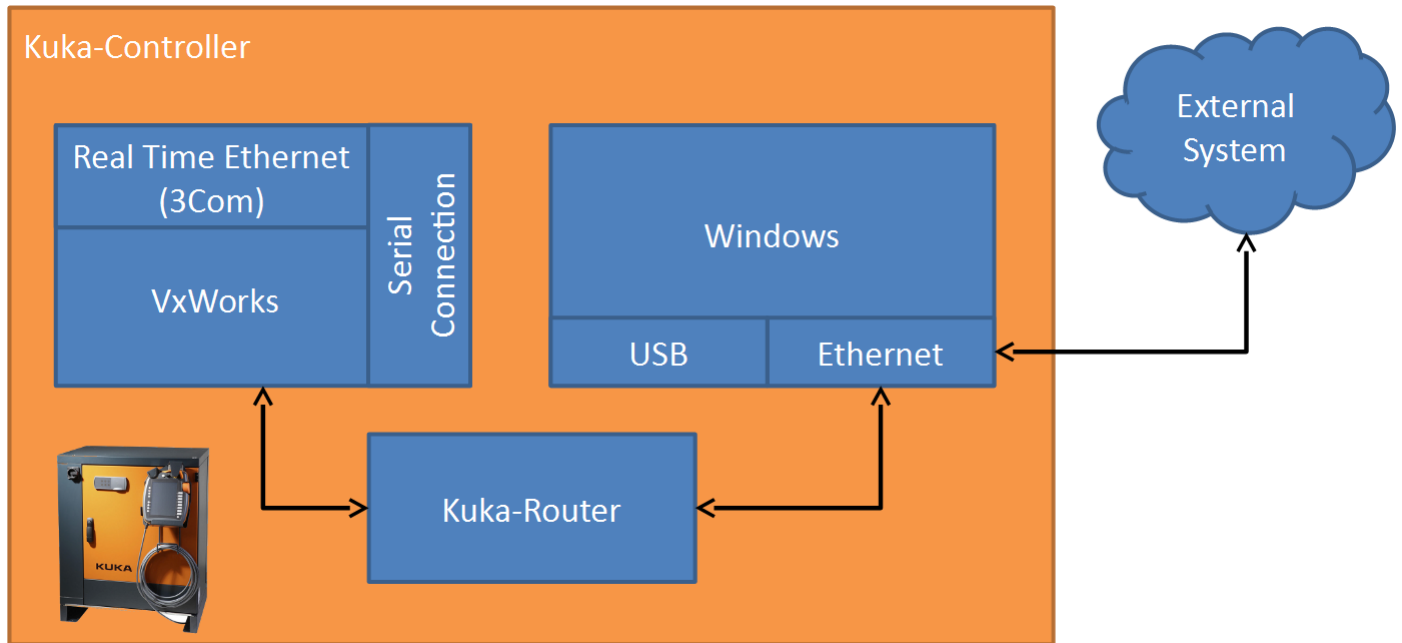 Kuka-Controller
Real Time Ethernet
(3Com)
VxWorks
Serial
Connection
Windows
USB
Ethernet
Kuka-Router
External
System
KUKA